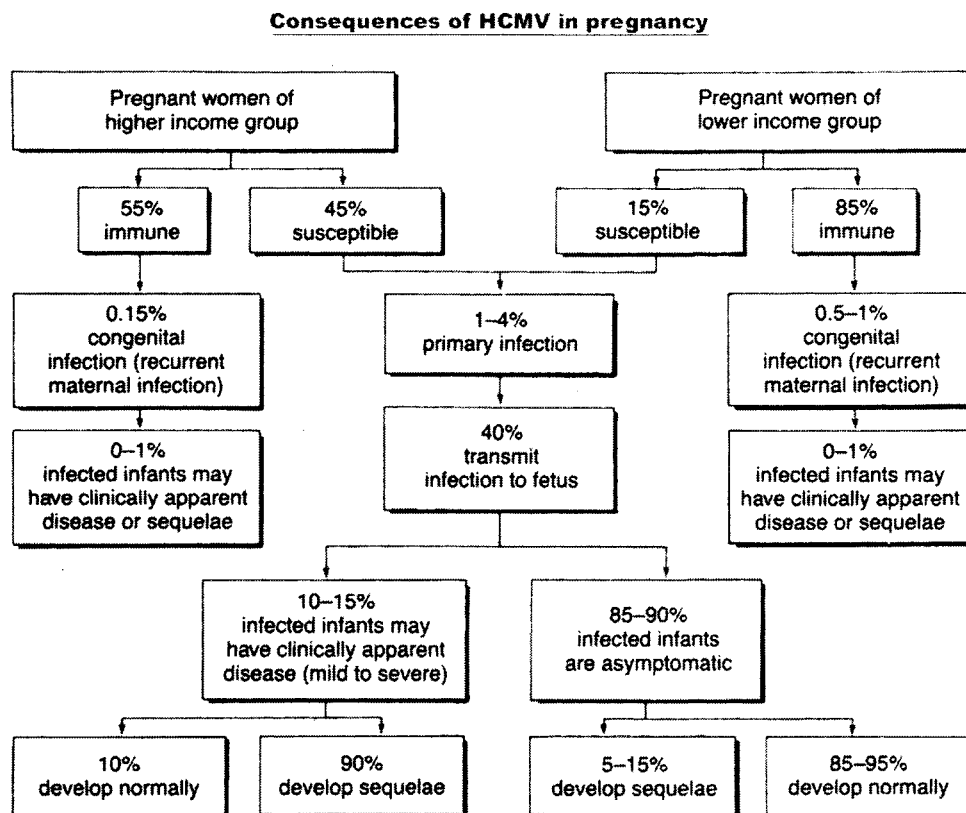 Consequences of HCMV in pregnancy
Pregnant women of
higher income group
Pregnant women of
lower income group
55%
immune
45%
susceptible
15%
susceptible
85%
immune
0.15%
congenital
infection (recurrent
maternal infection)
1–4%
primary infection
0.5–1%
congenital
infection (recurrent
maternal infection)
0–1%
infected infants may
have clinically apparent
disease or sequelae
40%
transmit
infection to fetus
0–1%
infected infants may
have clinically apparent
disease or sequelae
10–15%
infected infants may
have clinically apparent
disease (mild to severe)
85–90%
infected infants
are asymptomatic
10%
develop normally
90%
develop sequelae
5–15%
develop sequelae
85–95%
develop normally